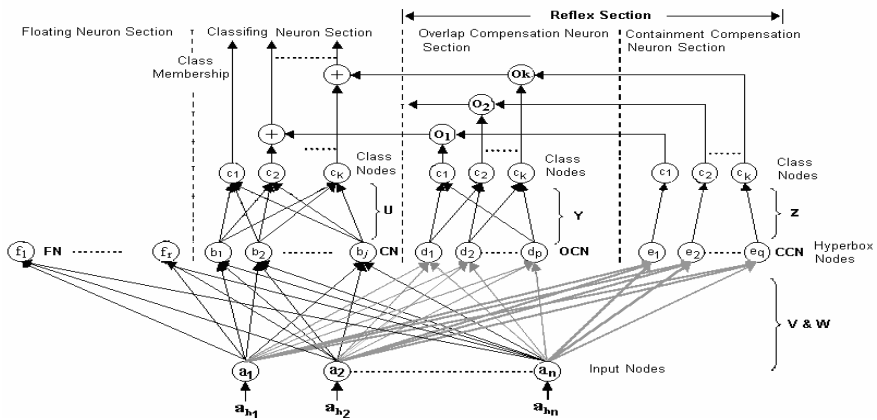 Reflex Section
Floating Neuron Section
Classifing Neuron Section
Overlap Compensation Neuron
Section
Containment Compensation
Neuron Section
Class
Membership
+
Ok
O2
+
O1
Class
Nodes
Class
Nodes
Class
Nodes
c1 c2 ck
c1 c2 ck
c1 c2 ck
U
Y
Z
f1 FN fr b1 b2 bj CN d1 d2 dp OCN e1 e2 eq CCN
Hyperbox
Nodes
V & W
a1 a2 an Input Nodes
ah1 ah2 ahn